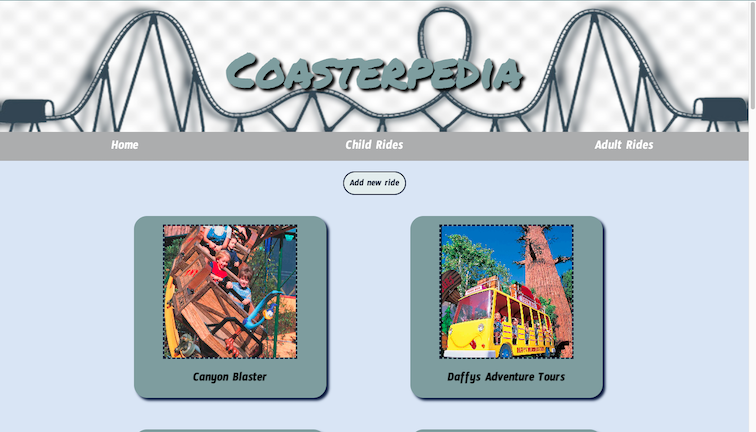 Coasterpedia
Home
Child Rides
Adult Rides
Add new ride
Canyon Blaster
Daffys Adventure Tours